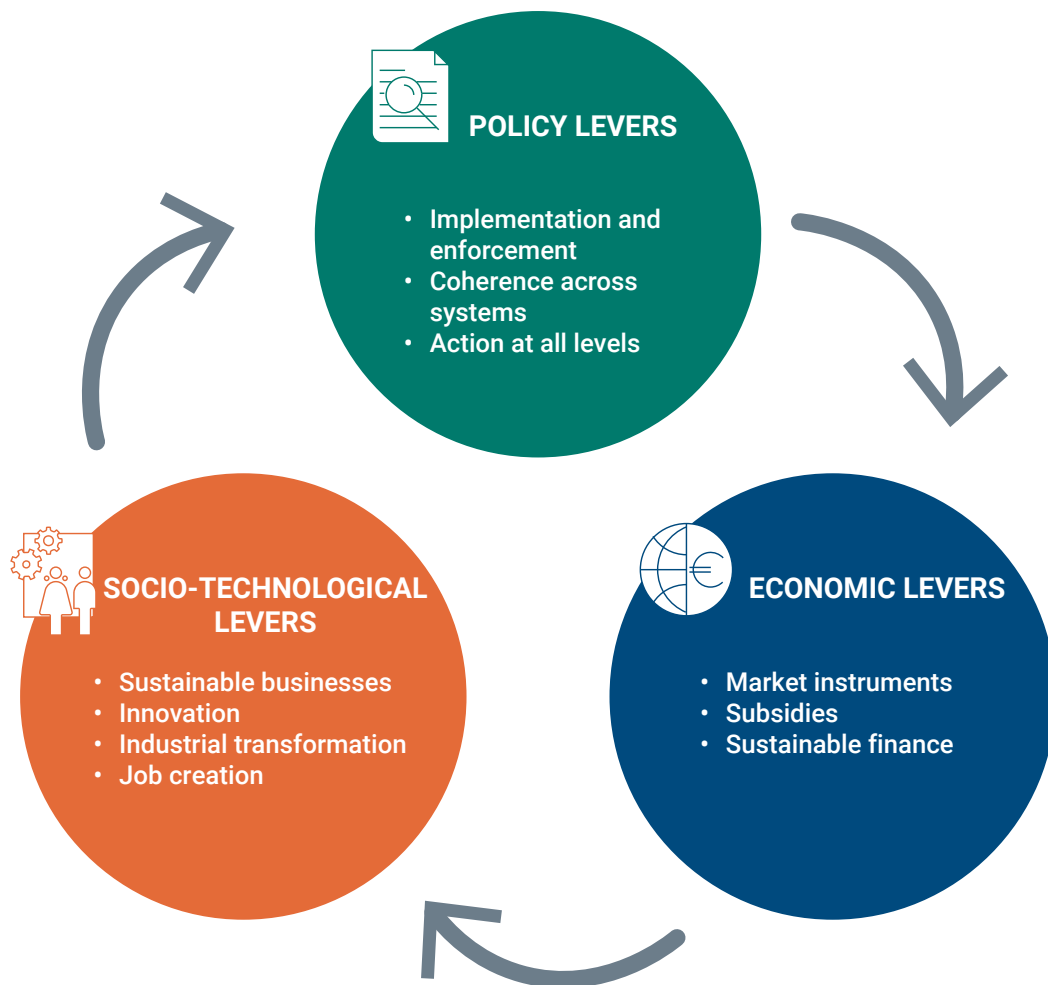 POLICY LEVERS
• Implementation and
enforcement
• Coherence across
systems
• Action at all levels
SOCIO-TECHNOLOGICAL
LEVERS
• Sustainable businesses
• Innovation
• Industrial transformation
• Job creation
€
ECONOMIC LEVERS
• Market instruments
• Subsidies
• Sustainable finance